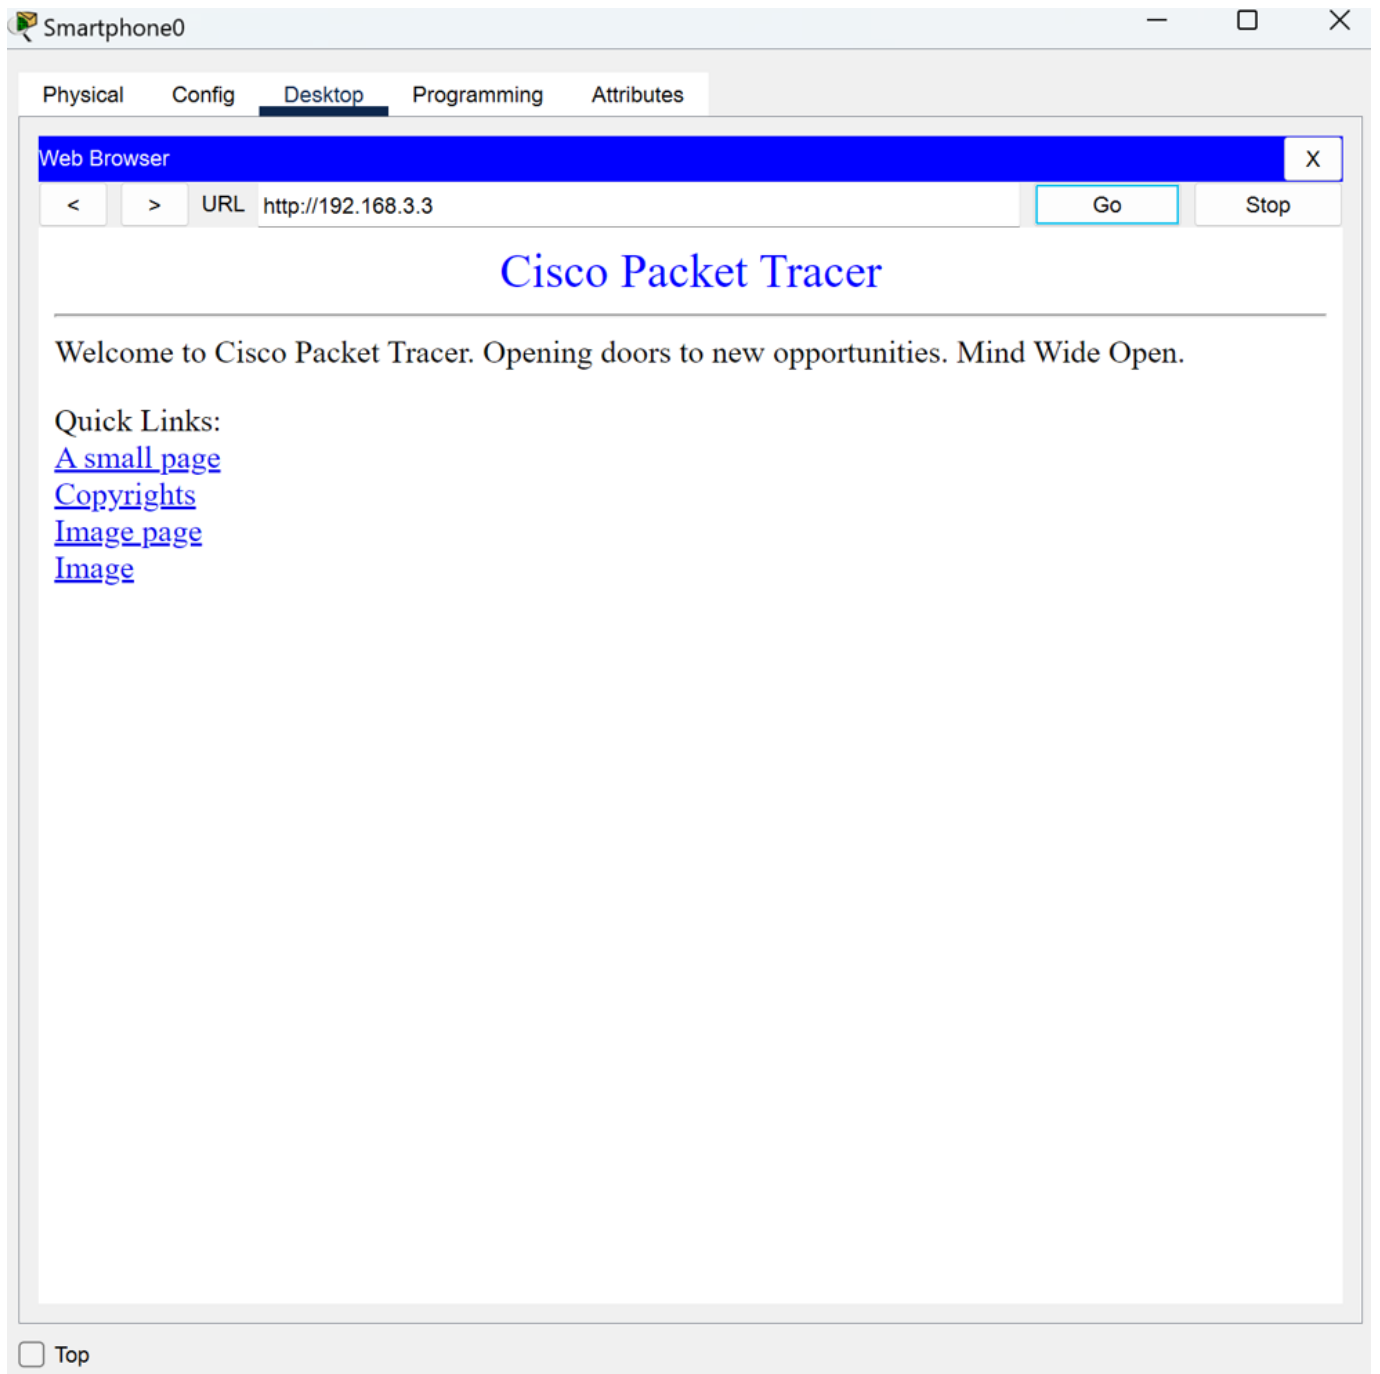 Smartphone0
Physical Config Desktop Programming Attributes
Web Browser X
< > URL http://192.168.3.3 Go Stop
Cisco Packet Tracer
Welcome to Cisco Packet Tracer. Opening doors to new opportunities. Mind Wide Open.
Quick Links:
A small page
Copyrights
Image page
Image
Top